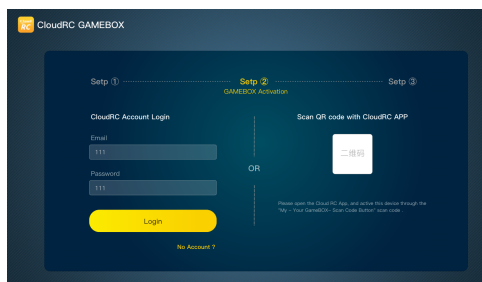 Cloud
RC
CloudRC GAMEBOX
Setp ①
Setp ②
Setp ③
GAMEBOX Activation
CloudRC Account Login
Email
111
Password
111
Login
No Account ?
OR
Scan QR code with CloudRC APP
二维码
Please open the Cloud RC App, and active this device through the
"My - Your GameBOX- Scan Code Button" scan code .